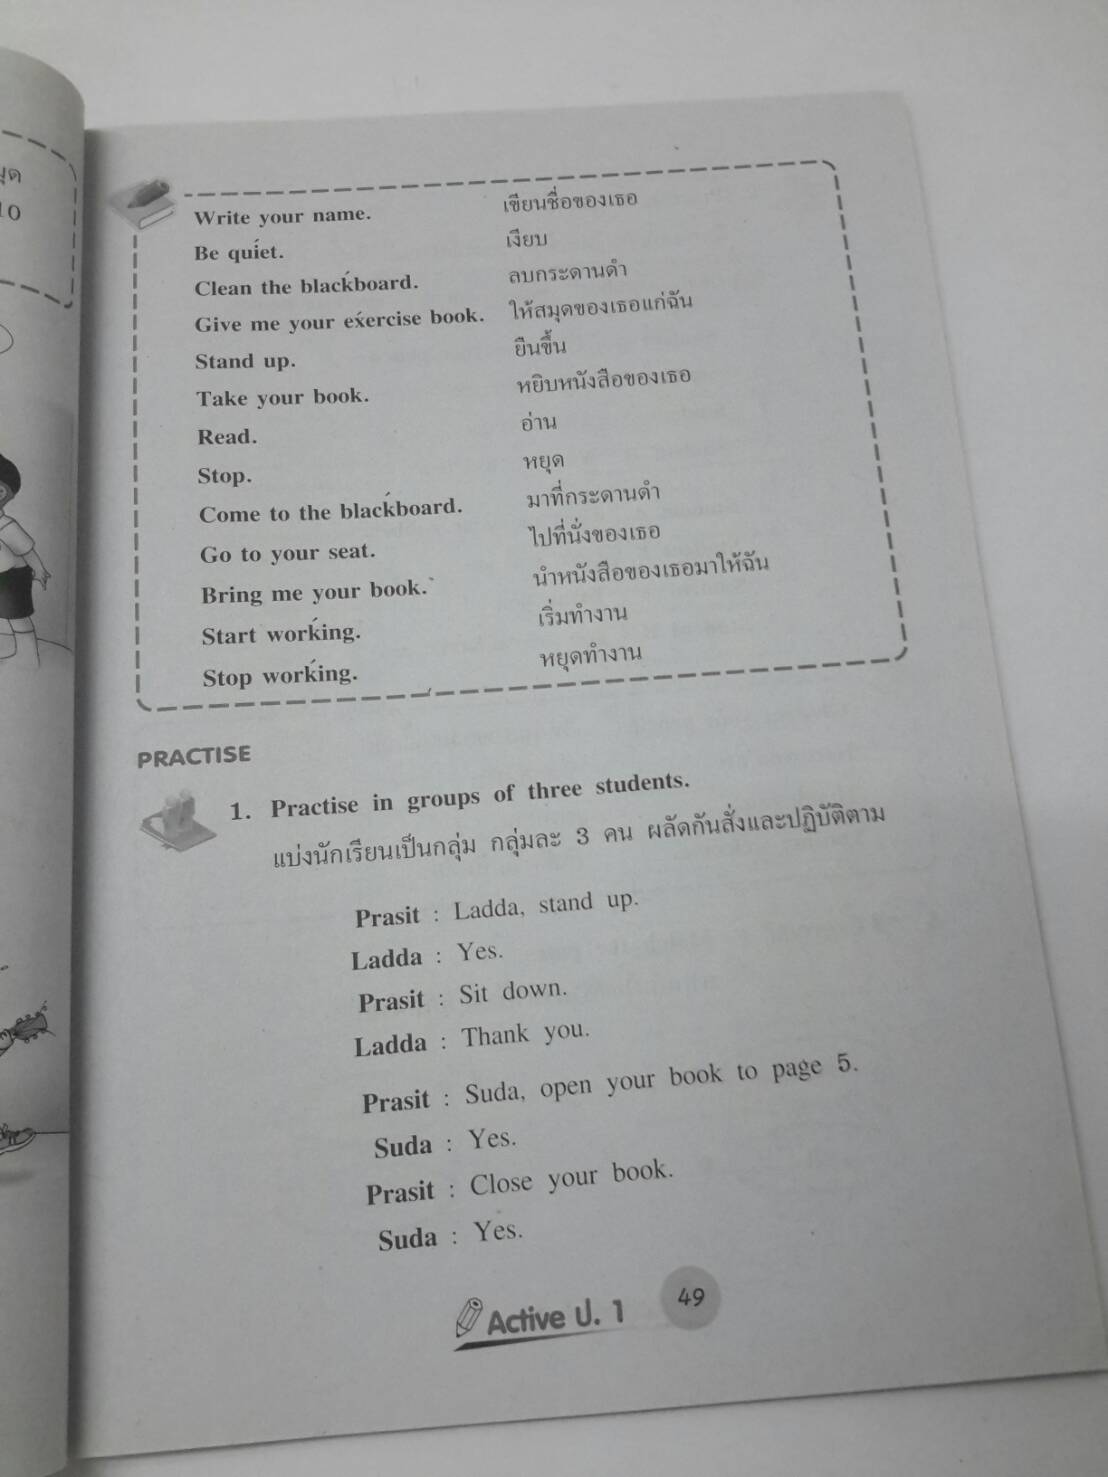 10
Write your name. เขียนชื่อของเธอ
Be quiet. เงียบ
Clean the blackboard. ลบกระดานดำ
Give me your exercise book. ให้สมุดของเธอแก่ฉัน
Stand up. ยืนขึ้น
Take your book. หยิบหนังสือของเธอ
Read. อ่าน
Stop. หยุด
Come to the blackboard. มาที่กระดานดำ
Go to your seat. ไปที่นั่งของเธอ
Bring me your book. นำหนังสือของเธอมาให้ฉัน
Start working. เริ่มทำงาน
Stop working. หยุดทำงาน
PRACTISE
1. Practise in groups of three students.
แบ่งนักเรียนเป็นกลุ่ม กลุ่มละ 3 คน ผลัดกันสั่งและปฏิบัติตาม
Prasit : Ladda, stand up.
Ladda : Yes.
Prasit : Sit down.
Ladda : Thank you.
Prasit : Suda, open your book to page 5.
Suda : Yes.
Prasit : Close your book.
Suda : Yes.
Active ป. 1 49